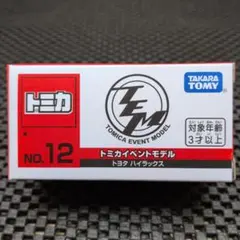 トミカ
TEM
TOMICA EVENT MODEL
TAKARA
TOMY
対象年齢
3才以上
NO.12
トミカイベントモデル
トヨタ ハイラックス